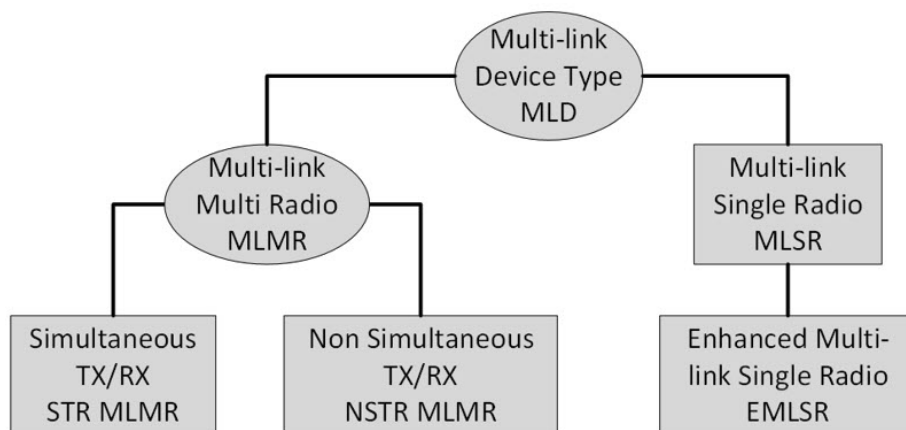 Multi-link
Device Type
MLD
Multi-link
Multi Radio
MLMR
Multi-link
Single Radio
MLSR
Simultaneous
TX/RX
STR MLMR
Non Simultaneous
TX/RX
NSTR MLMR
Enhanced Multi-
link Single Radio
EMLSR